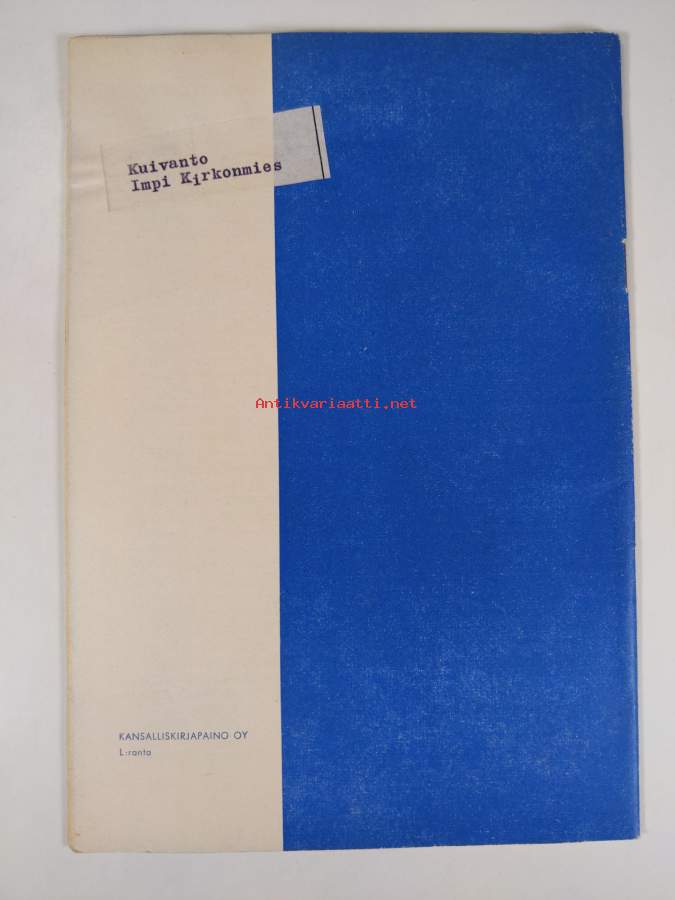 Kuivanto
Impi Kirkonmies
Antikvariaatti.net
KANSALLISKIRJAPAINO OY
L:ranta